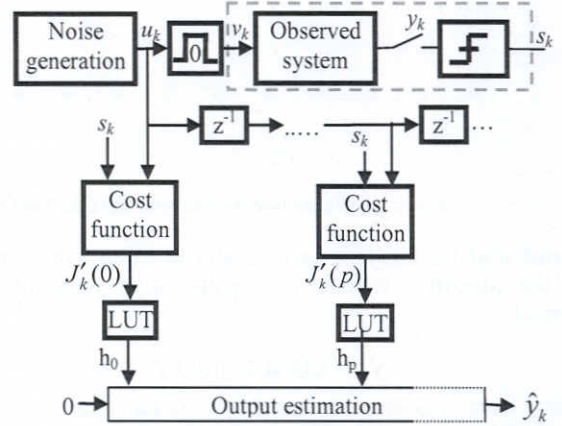 Noise
generation
u_k
0
v_k
Observed
system
y_k
s_k
s_k
z⁻¹
.....
s_k
z⁻¹
...
Cost
function
Cost
function
J′_k(0)
J′_k(p)
LUT
LUT
h₀
h_p
0
Output estimation
ŷ_k